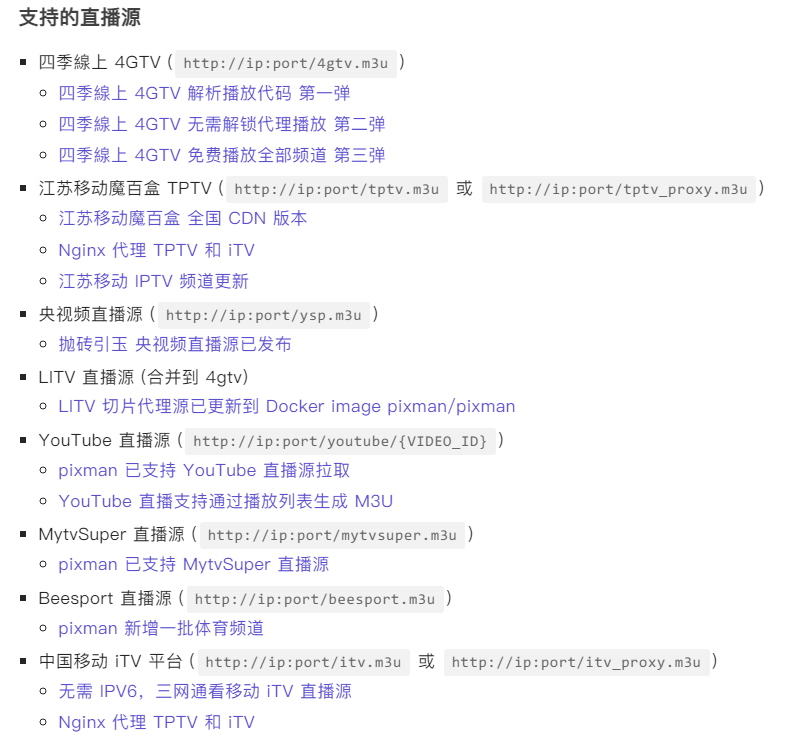 支持的直播源
四季線上 4GTV ( http://ip:port/4gtv.m3u )
四季線上 4GTV 解析播放代码 第一弹
四季線上 4GTV 无需解锁代理播放 第二弹
四季線上 4GTV 免费播放全部频道 第三弹
江苏移动魔百盒 TPTV ( http://ip:port/tptv.m3u 或 http://ip:port/tptv_proxy.m3u )
江苏移动魔百盒 全国 CDN 版本
Nginx 代理 TPTV 和 iTV
江苏移动 IPTV 频道更新
央视频直播源 ( http://ip:port/ysp.m3u )
抛砖引玉 央视频直播源已发布
LITV 直播源 (合并到 4gtv)
LITV 切片代理源已更新到 Docker image pixman/pixman
YouTube 直播源 ( http://ip:port/youtube/{VIDEO_ID} )
pixman 已支持 YouTube 直播源拉取
YouTube 直播支持通过播放列表生成 M3U
MytvSuper 直播源 ( http://ip:port/mytvsuper.m3u )
pixman 已支持 MytvSuper 直播源
Beesport 直播源 ( http://ip:port/beesport.m3u )
pixman 新增一批体育频道
中国移动 iTV 平台 ( http://ip:port/itv.m3u 或 http://ip:port/itv_proxy.m3u )
无需 IPV6，三网通看移动 iTV 直播源
Nginx 代理 TPTV 和 iTV